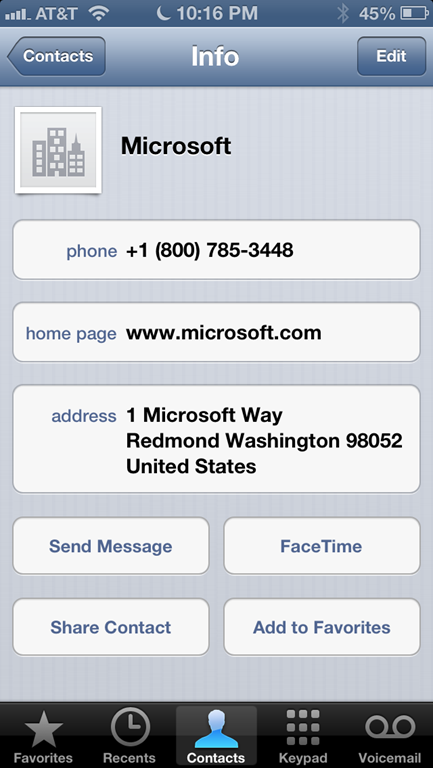 AT&T 10:16 PM 45%
Contacts Info Edit
Microsoft
phone +1 (800) 785-3448
home page www.microsoft.com
address 1 Microsoft Way
Redmond Washington 98052
United States
Send Message FaceTime
Share Contact Add to Favorites
Favorites Recents Contacts Keypad Voicemail